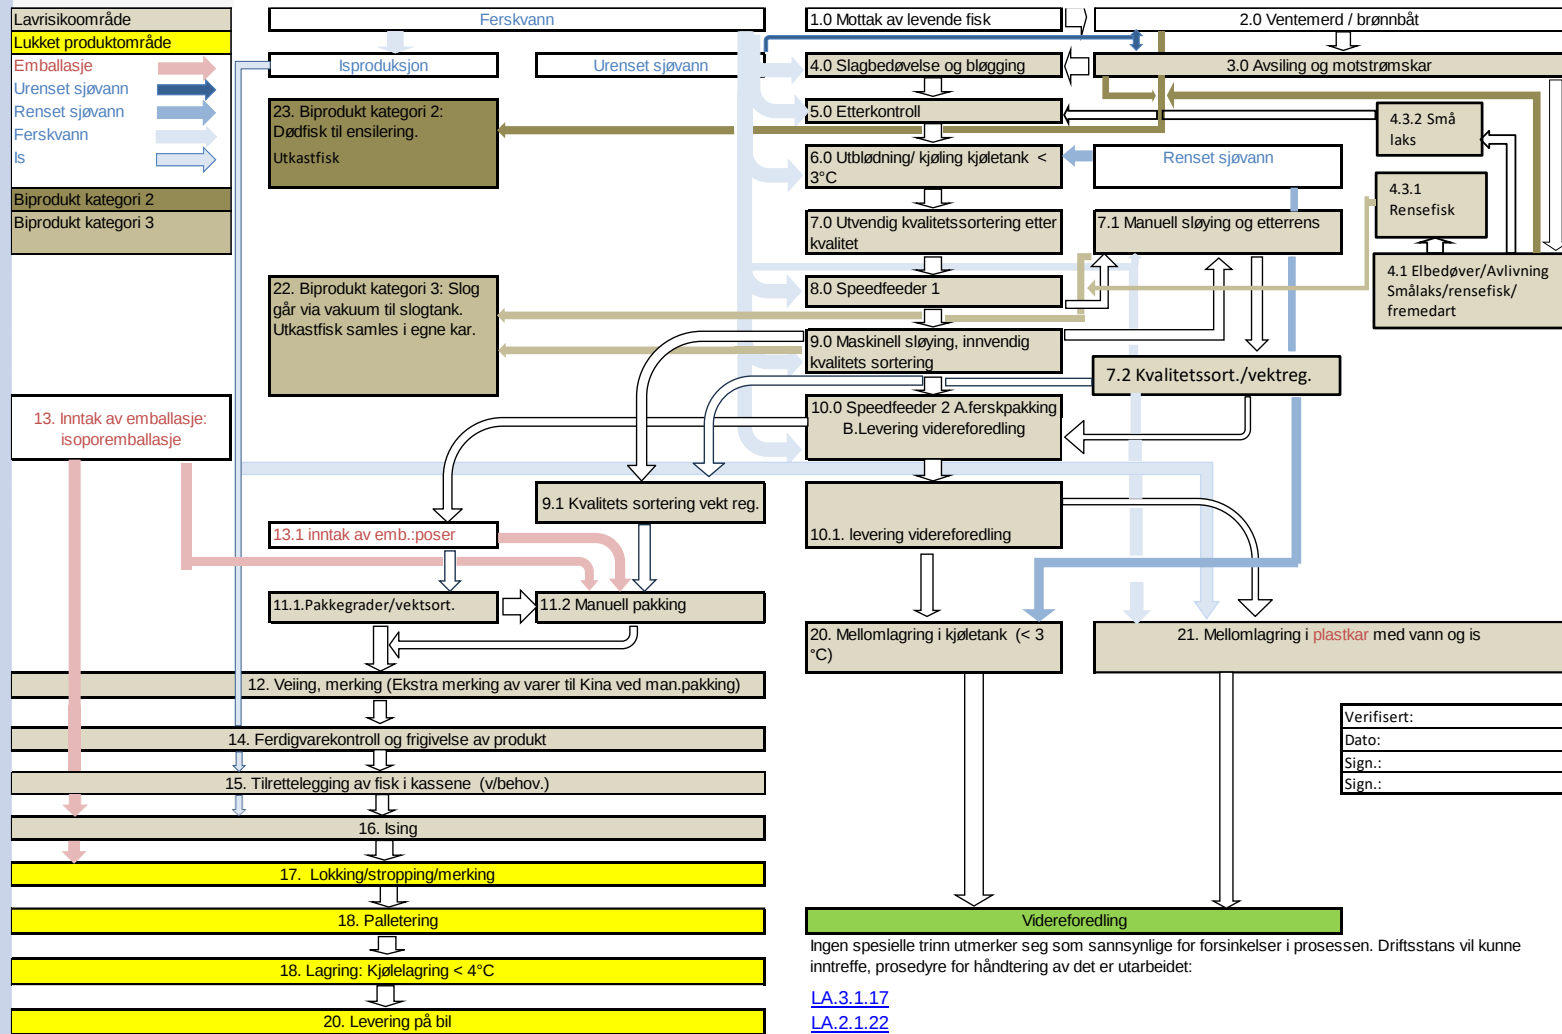 Lavrisikoområde
Lukket produktområde
Emballasje
Urenset sjøvann
Renset sjøvann
Ferskvann
Is
Biprodukt kategori 2
Biprodukt kategori 3
Ferskvann
Isproduksjon
Urenset sjøvann
1.0 Mottak av levende fisk
2.0 Ventemerd / brønnbåt
4.0 Slagbedøvelse og bløgging
3.0 Avsiling og motstrømskar
23. Biprodukt kategori 2:
Dødfisk til ensilering.
Utkastfisk
5.0 Etterkontroll
4.3.2 Små
laks
6.0 Utblødning/ kjøling kjøletank <
3°C
Renset sjøvann
4.3.1
Rensefisk
7.0 Utvendig kvalitetssortering etter
kvalitet
7.1 Manuell sløying og etterrens
4.1 Elbedøver/Avlivning
Smålaks/rensefisk/
fremedart
22. Biprodukt kategori 3: Slog
går via vakuum til slogtank.
Utkastfisk samles i egne kar.
8.0 Speedfeeder 1
9.0 Maskinell sløying, innvendig
kvalitets sortering
7.2 Kvalitetssort./vektreg.
13. Inntak av emballasje:
isoporemballasje
10.0 Speedfeeder 2 A.ferskpakking
B.Levering videreforedling
9.1 Kvalitets sortering vekt reg.
13.1 inntak av emb.:poser
10.1. levering videreforedling
11.1.Pakkegrader/vektsort.
11.2 Manuell pakking
20. Mellomlagring i kjøletank (< 3
°C)
21. Mellomlagring i plastkar med vann og is
12. Veiing, merking (Ekstra merking av varer til Kina ved man.pakking)
14. Ferdigvarekontroll og frigivelse av produkt
15. Tilrettelegging av fisk i kassene (v/behov.)
16. Ising
17. Lokking/stropping/merking
18. Palletering
18. Lagring: Kjølelagring < 4°C
20. Levering på bil
Verifisert:
Dato:
Sign.:
Sign.:
Videreforedling
Ingen spesielle trinn utmerker seg som sannsynlige for forsinkelser i prosessen. Driftsstans vil kunne
inntreffe, prosedyre for håndtering av det er utarbeidet:
LA.3.1.17
LA.2.1.22